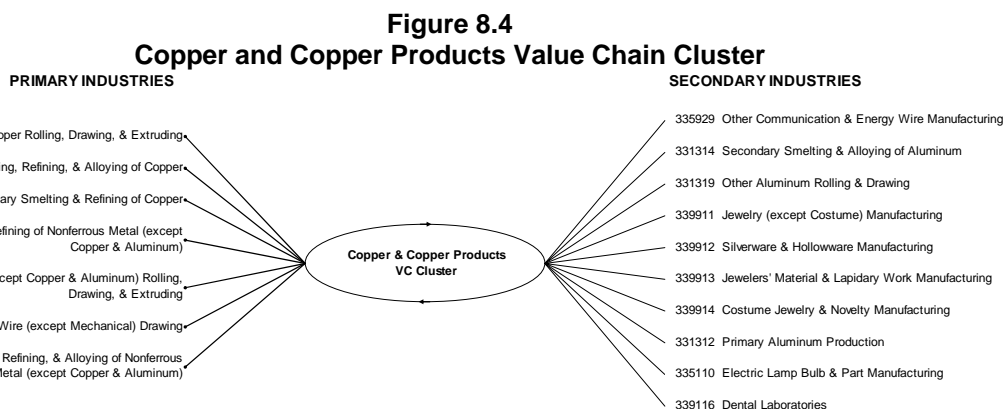 Figure 8.4
Copper and Copper Products Value Chain Cluster
PRIMARY INDUSTRIES
SECONDARY INDUSTRIES
Rolling, Drawing, & Extruding
Refining, & Alloying of Copper
Smelting & Refining of Copper
of Nonferrous Metal (except
Copper & Aluminum)
Copper & Aluminum) Rolling,
Drawing, & Extruding
Wire (except Mechanical) Drawing
Refining, & Alloying of Nonferrous
(except Copper & Aluminum)
Copper & Copper Products
VC Cluster
335929 Other Communication & Energy Wire Manufacturing
331314 Secondary Smelting & Alloying of Aluminum
331319 Other Aluminum Rolling & Drawing
339911 Jewelry (except Costume) Manufacturing
339912 Silverware & Hollowware Manufacturing
339913 Jewelers' Material & Lapidary Work Manufacturing
339914 Costume Jewelry & Novelty Manufacturing
331312 Primary Aluminum Production
335110 Electric Lamp Bulb & Part Manufacturing
339116 Dental Laboratories